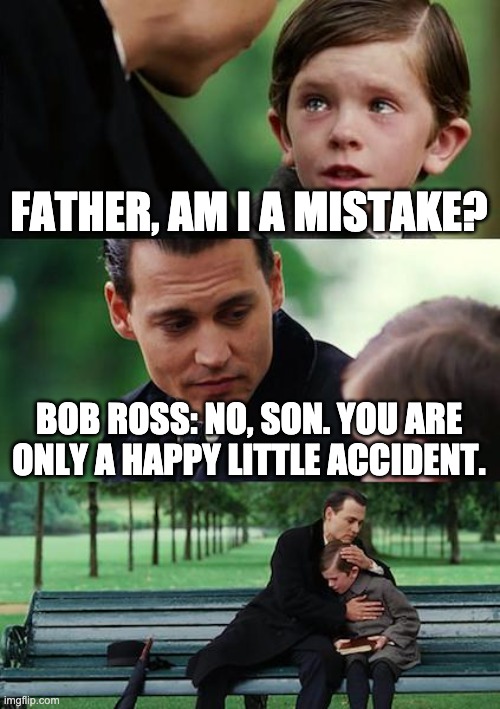 FATHER, AM I A MISTAKE?
BOB ROSS: NO, SON. YOU ARE
ONLY A HAPPY LITTLE ACCIDENT.
imgflip.com